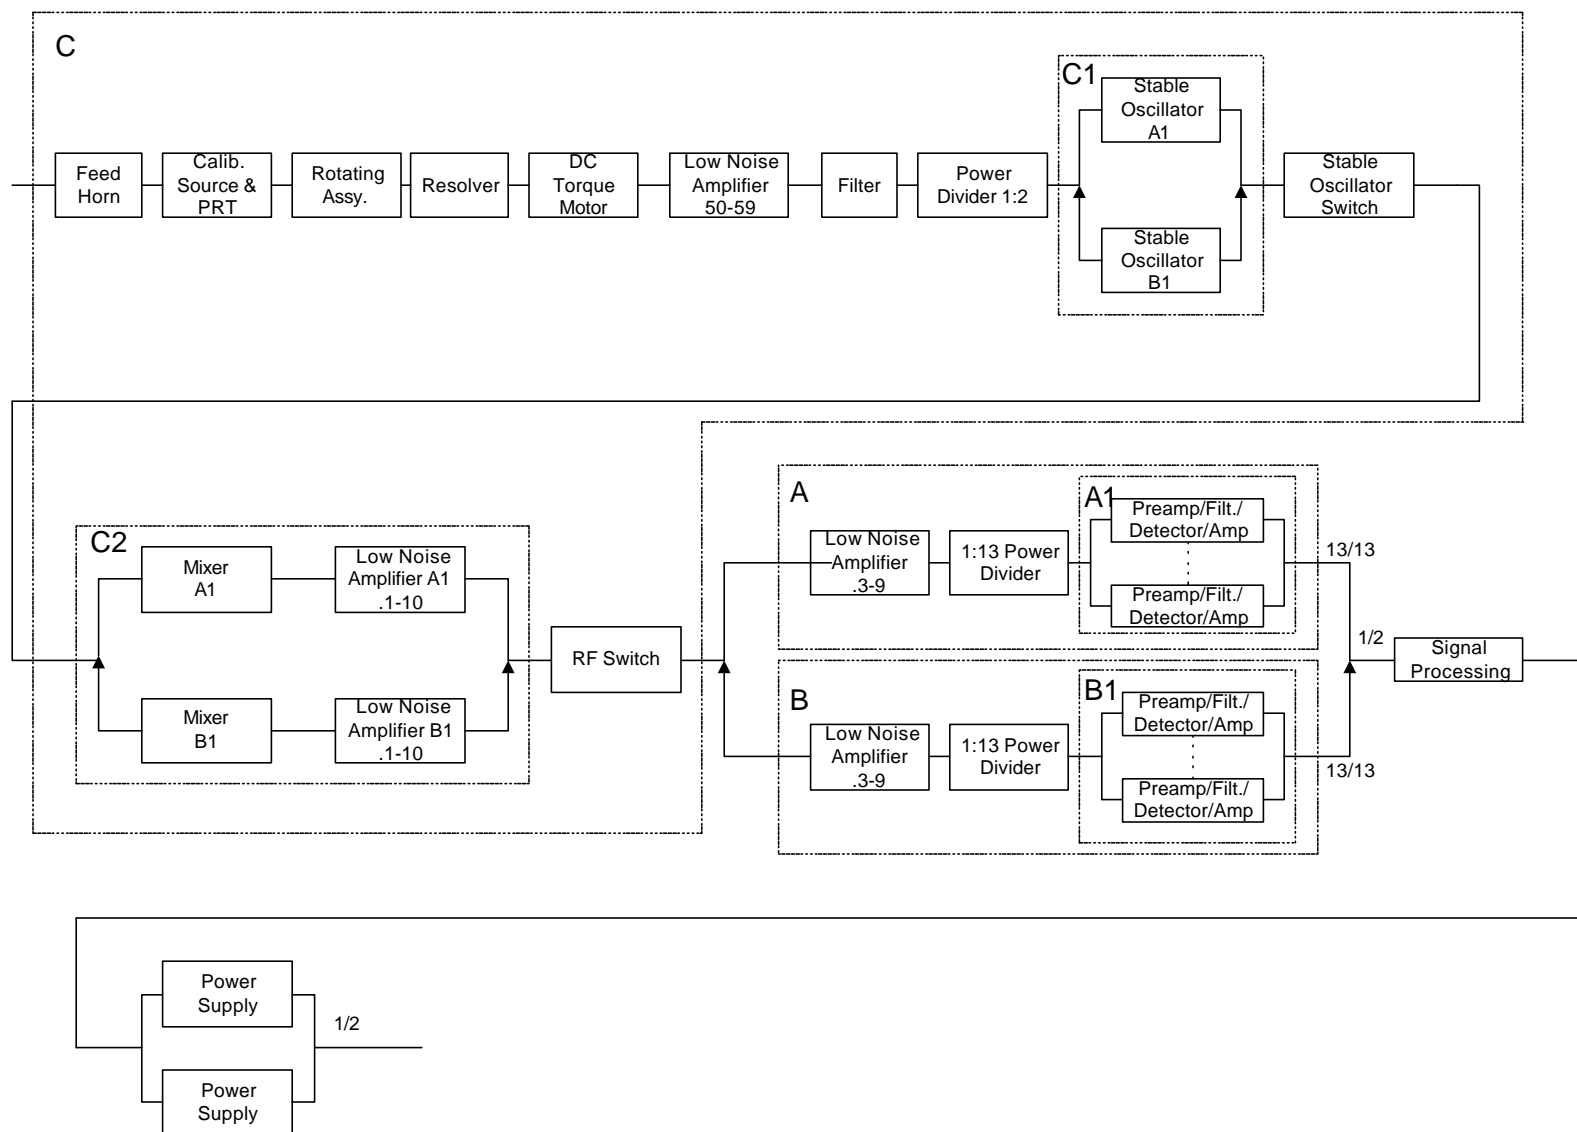 C
C1
Stable
Oscillator
A1
Feed
Horn
Calib.
Source &
PRT
Rotating
Assy.
Resolver
DC
Torque
Motor
Low Noise
Amplifier
50-59
Filter
Power
Divider 1:2
Stable
Oscillator
Switch
Stable
Oscillator
B1
C2
Mixer
A1
Low Noise
Amplifier A1
.1-10
Mixer
B1
Low Noise
Amplifier B1
.1-10
RF Switch
A
Low Noise
Amplifier
.3-9
1:13 Power
Divider
A1
Preamp/Filt./
Detector/Amp
Preamp/Filt./
Detector/Amp
13/13
B
Low Noise
Amplifier
.3-9
1:13 Power
Divider
B1
Preamp/Filt./
Detector/Amp
Preamp/Filt./
Detector/Amp
13/13
1/2
Signal
Processing
Power
Supply
1/2
Power
Supply